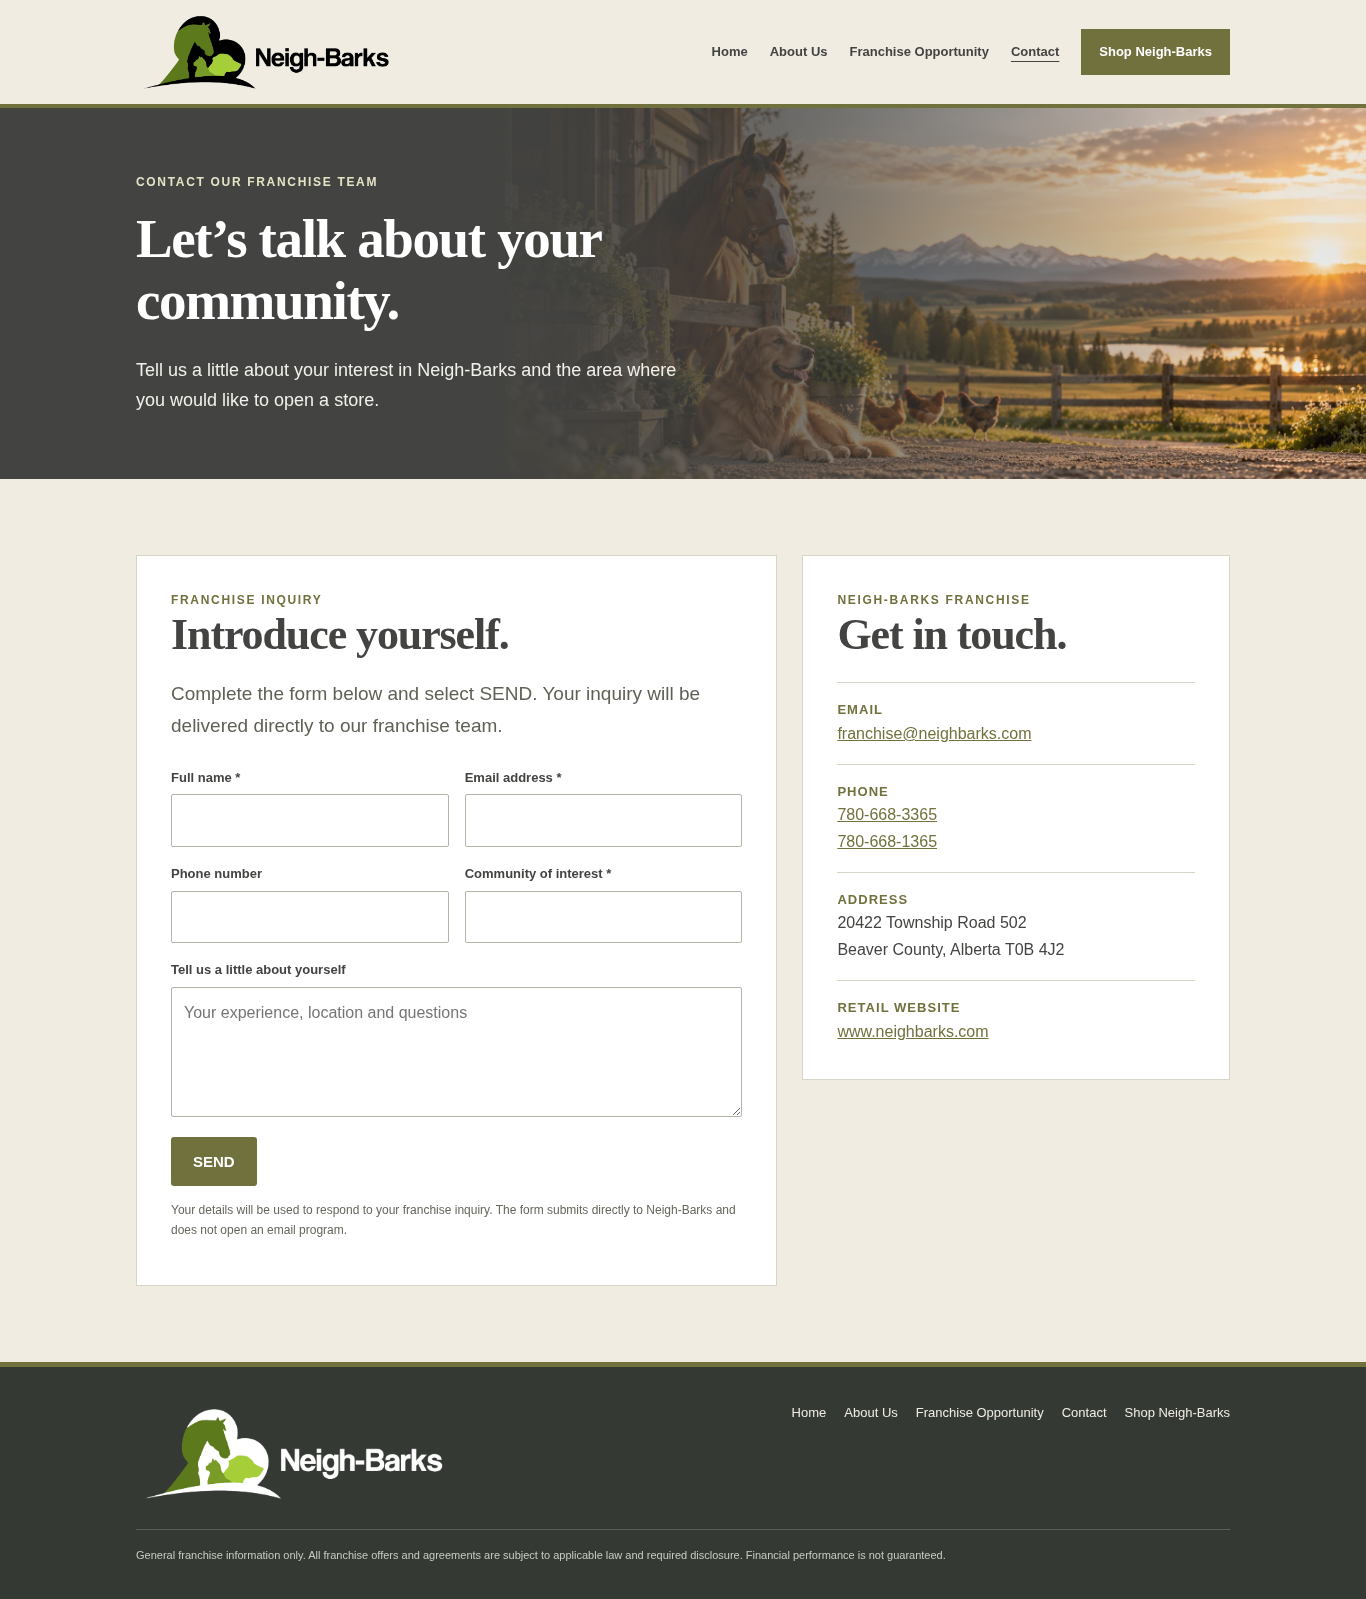 Neigh-Barks
Home About Us Franchise Opportunity Contact Shop Neigh-Barks
CONTACT OUR FRANCHISE TEAM
Let’s talk about your
community.
Tell us a little about your interest in Neigh-Barks and the area where
you would like to open a store.
FRANCHISE INQUIRY
Introduce yourself.
Complete the form below and select SEND. Your inquiry will be
delivered directly to our franchise team.
Full name * Email address *
Phone number Community of interest *
Tell us a little about yourself
Your experience, location and questions
SEND
Your details will be used to respond to your franchise inquiry. The form submits directly to Neigh-Barks and
does not open an email program.
NEIGH-BARKS FRANCHISE
Get in touch.
EMAIL
franchise@neighbarks.com
PHONE
780-668-3365
780-668-1365
ADDRESS
20422 Township Road 502
Beaver County, Alberta T0B 4J2
RETAIL WEBSITE
www.neighbarks.com
Neigh-Barks
Home About Us Franchise Opportunity Contact Shop Neigh-Barks
General franchise information only. All franchise offers and agreements are subject to applicable law and required disclosure. Financial performance is not guaranteed.